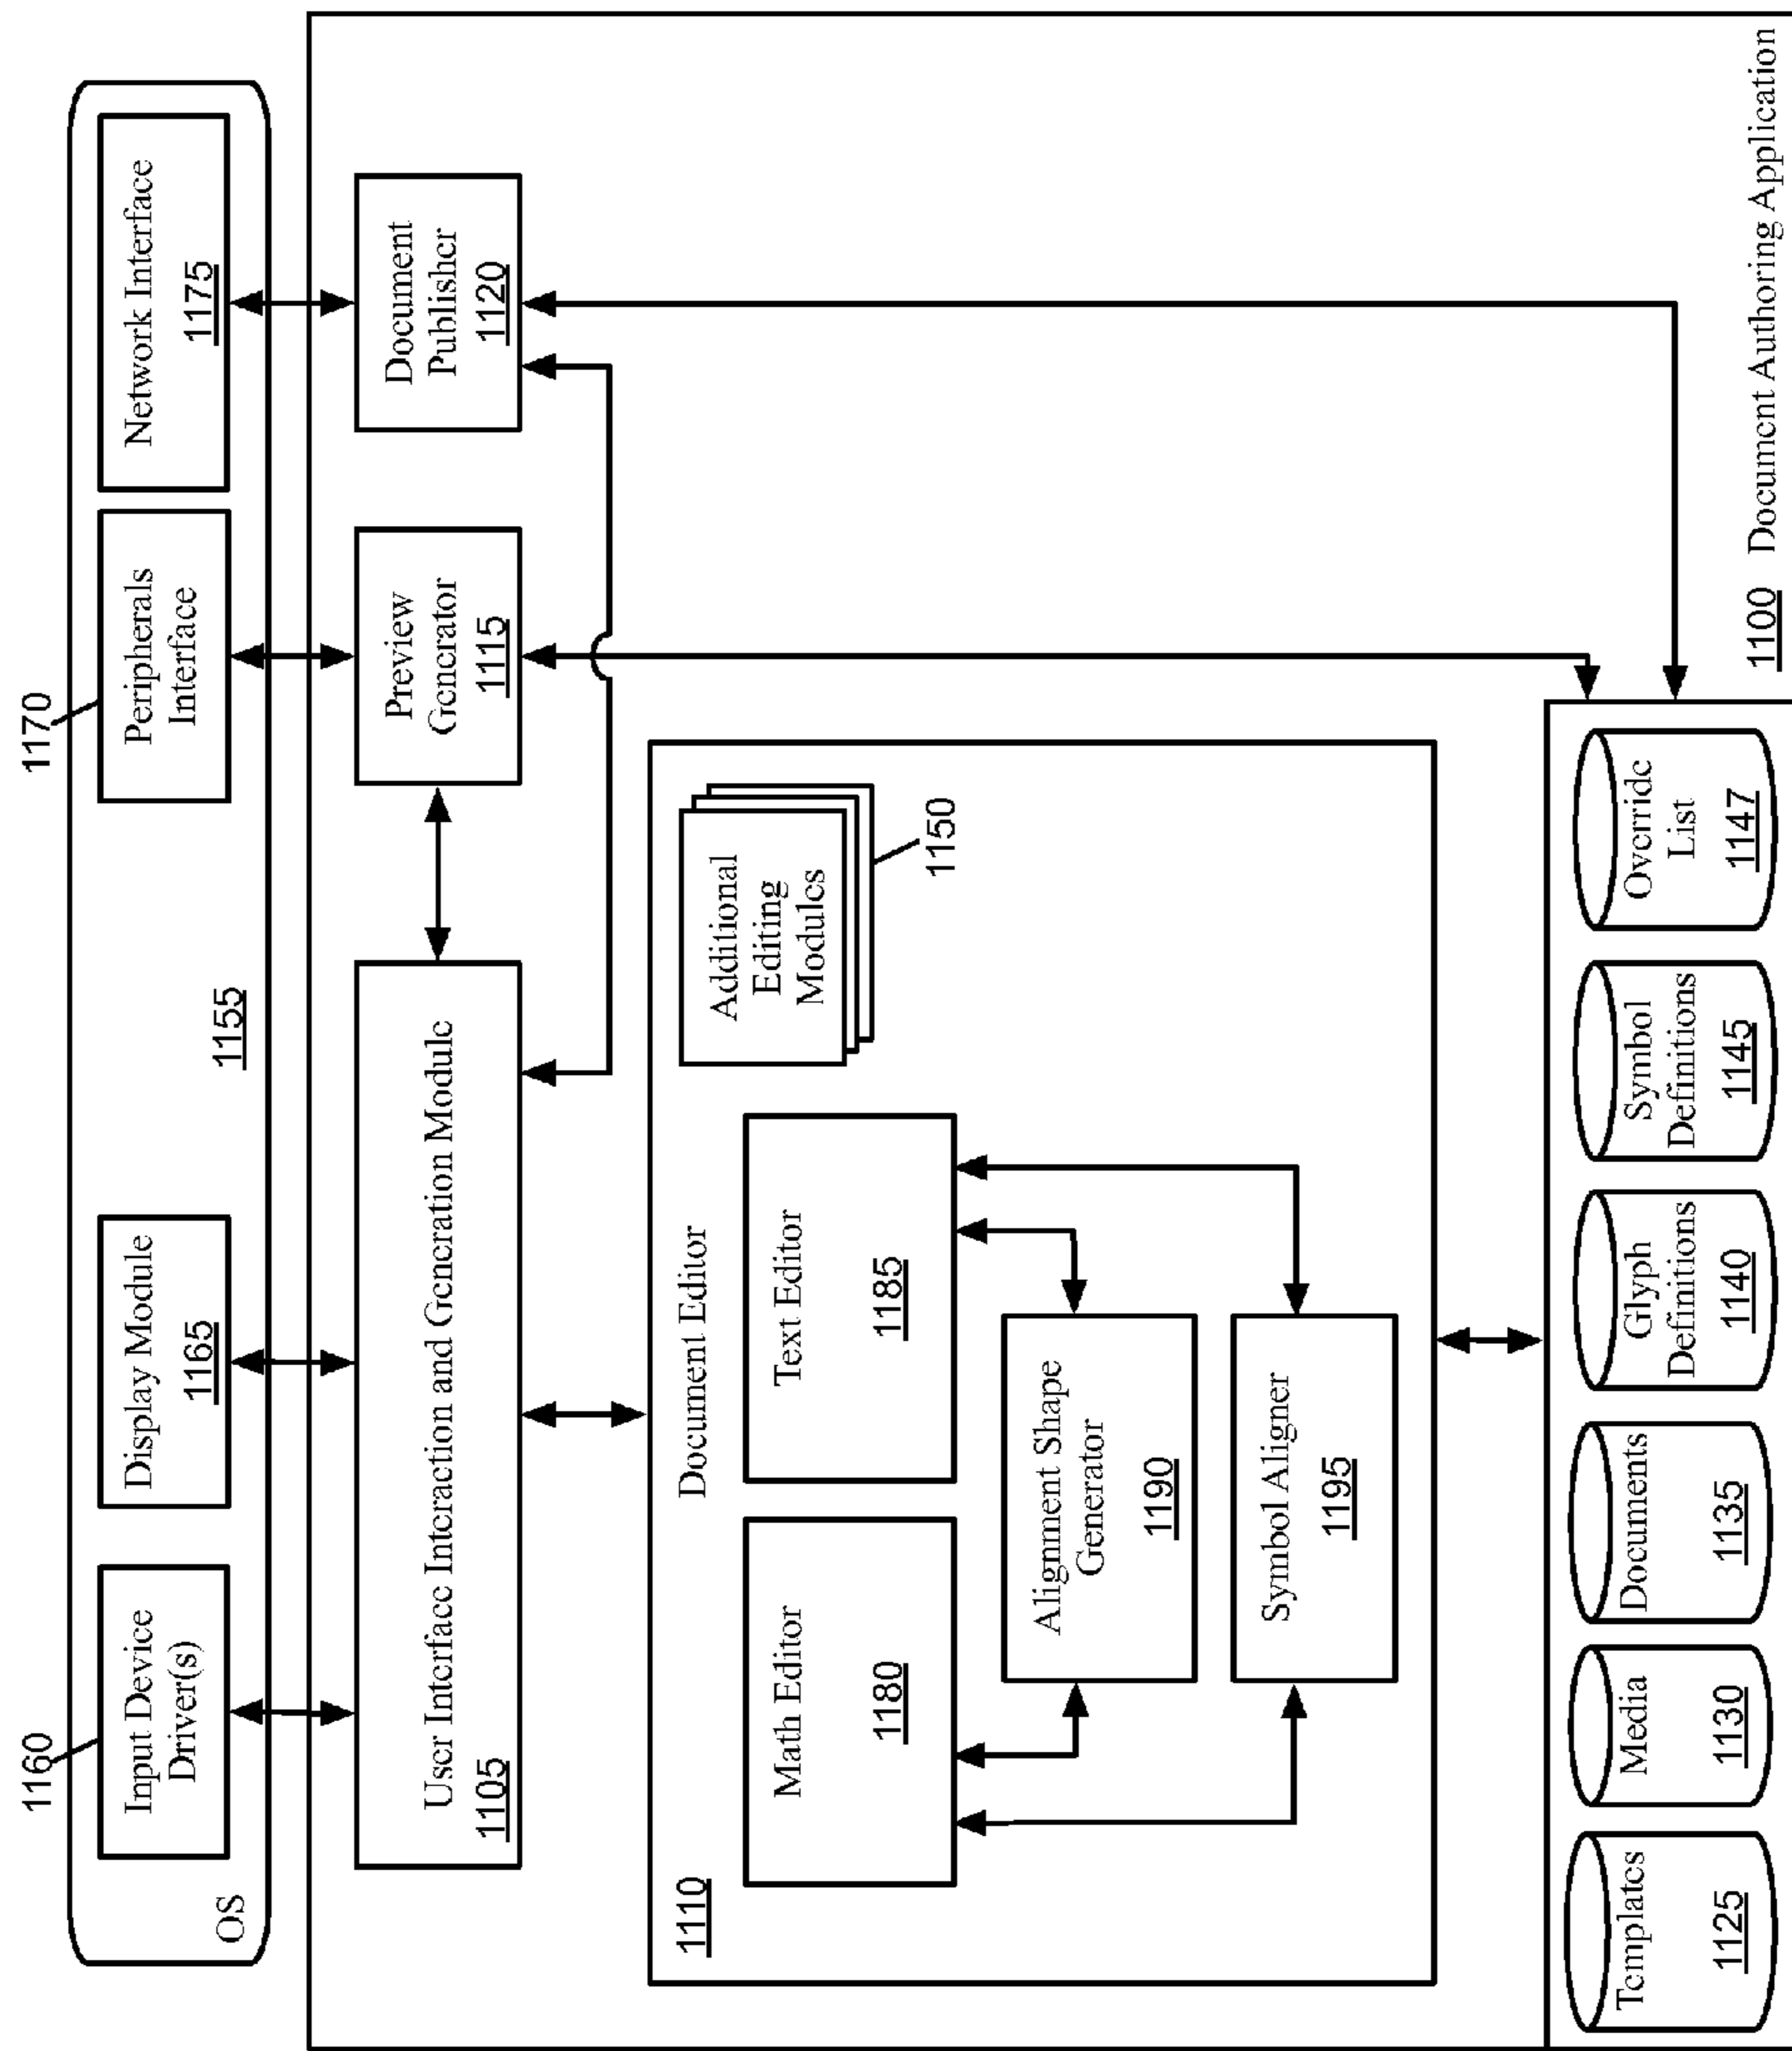 1170
1160
Input Device
Driver(s)
Display Module
1165
Peripherals
Interface
Network Interface
1175
OS
1155
User Interface Interaction and Generation Module
1105
Preview
Generator
1115
Document
Publisher
1120
1110
Document Editor
Math Editor
1180
Text Editor
1185
Additional
Editing
Modules
1150
Alignment Shape
Generator
1190
Symbol Aligner
1195
Templates
1125
Media
1130
Documents
1135
Glyph
Definitions
1140
Symbol
Definitions
1145
Override
List
1147
1100 Document Authoring Application